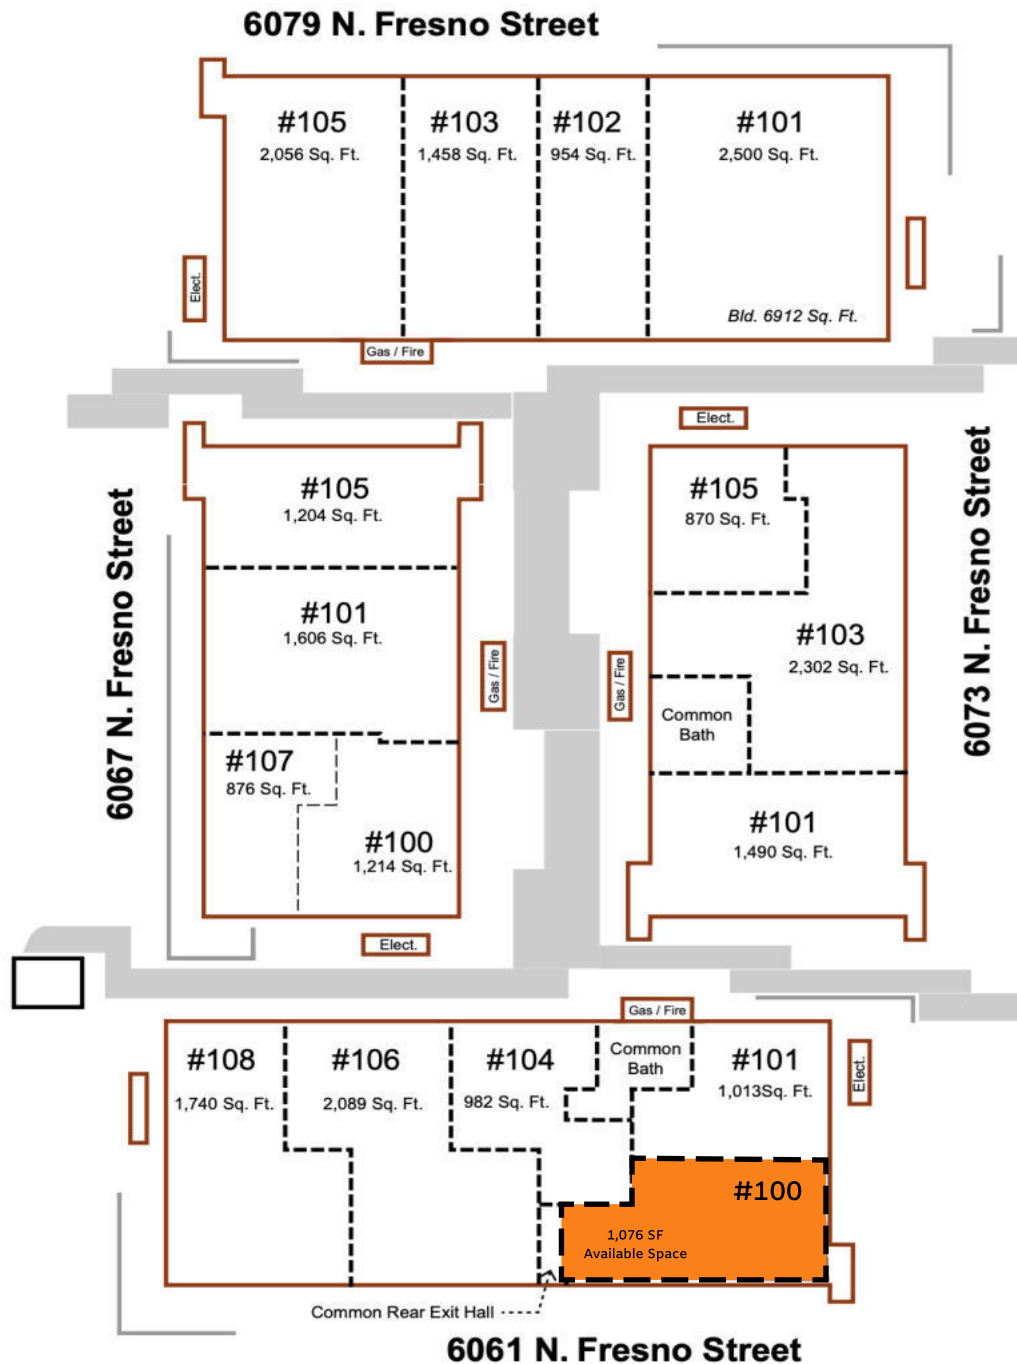 6079 N. Fresno Street
#105
2,056 Sq. Ft.
#103
1,458 Sq. Ft.
#102
954 Sq. Ft.
#101
2,500 Sq. Ft.
Elect.
Bld. 6912 Sq. Ft.
Gas / Fire
6067 N. Fresno Street
#105
1,204 Sq. Ft.
#101
1,606 Sq. Ft.
Gas / Fire
#107
876 Sq. Ft.
#100
1,214 Sq. Ft.
Elect.
Elect.
#105
870 Sq. Ft.
#103
2,302 Sq. Ft.
Gas / Fire
Common
Bath
#101
1,490 Sq. Ft.
6073 N. Fresno Street
Gas / Fire
#108
1,740 Sq. Ft.
#106
2,089 Sq. Ft.
#104
982 Sq. Ft.
Common
Bath
#101
1,013Sq. Ft.
Elect.
#100
1,076 SF
Available Space
Common Rear Exit Hall
6061 N. Fresno Street